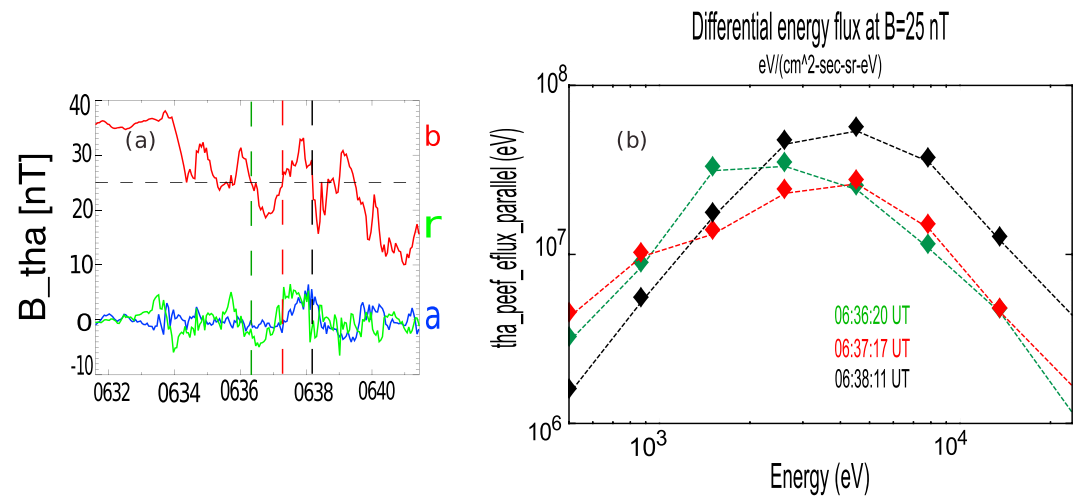 Differential energy flux at B=25 nT
eV/(cm^2-sec-sr-eV)
B_tha [nT]
40
30
20
10
0
-10
(a)
b
r
a
0632 0634 0636 0638 0640
tha_peef_eflux_parallel (eV)
10^8
10^7
10^6
(b)
06:36:20 UT
06:37:17 UT
06:38:11 UT
10^3 10^4
Energy (eV)